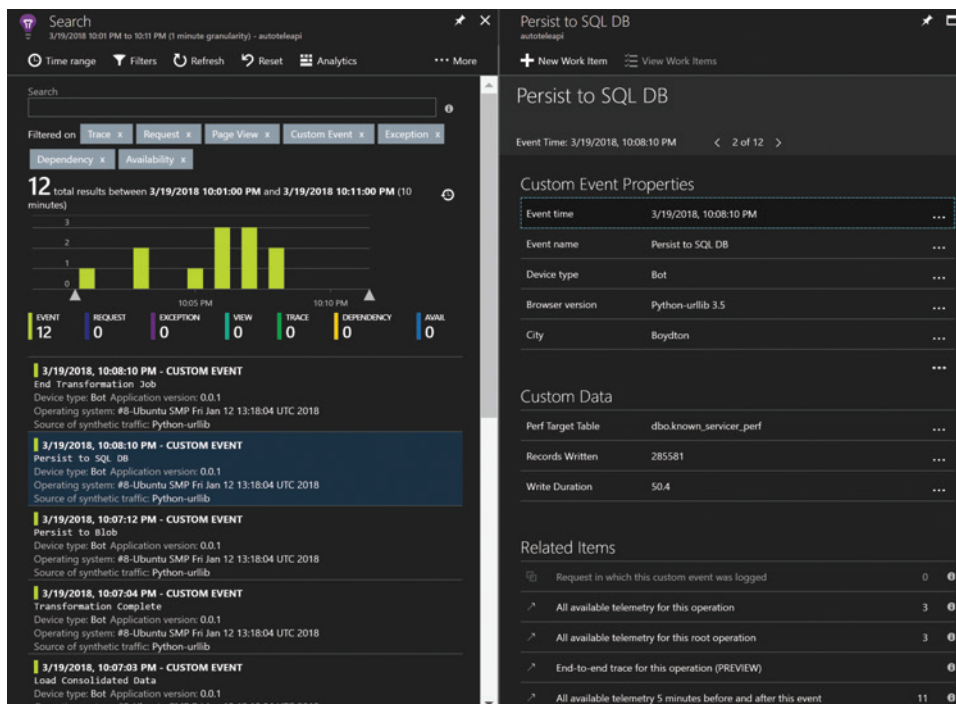 Search
3/19/2018 10:01 PM to 10:11 PM (1 minute granularity) - autoteleapi
Time range Filters Refresh Reset Analytics ··· More
Search
Filtered on Trace x Request x Page View x Custom Event x Exception x
Dependency x Availability x
12 total results between 3/19/2018 10:01:00 PM and 3/19/2018 10:11:00 PM (10
minutes)
3
2
1
0
10:05 PM 10:10 PM
EVENT REQUEST EXCEPTION VIEW TRACE DEPENDENCY AVAIL
12 0 0 0 0 0 0
3/19/2018, 10:08:10 PM - CUSTOM EVENT
End Transformation Job
Device type: Bot Application version: 0.0.1
Operating system: #8-Ubuntu SMP Fri Jan 12 13:18:04 UTC 2018
Source of synthetic traffic: Python-urllib
3/19/2018, 10:08:10 PM - CUSTOM EVENT
Persist to SQL DB
Device type: Bot Application version: 0.0.1
Operating system: #8-Ubuntu SMP Fri Jan 12 13:18:04 UTC 2018
Source of synthetic traffic: Python-urllib
3/19/2018, 10:07:12 PM - CUSTOM EVENT
Persist to Blob
Device type: Bot Application version: 0.0.1
Operating system: #8-Ubuntu SMP Fri Jan 12 13:18:04 UTC 2018
Source of synthetic traffic: Python-urllib
3/19/2018, 10:07:04 PM - CUSTOM EVENT
Transformation Complete
Device type: Bot Application version: 0.0.1
Operating system: #8-Ubuntu SMP Fri Jan 12 13:18:04 UTC 2018
Source of synthetic traffic: Python-urllib
3/19/2018, 10:07:03 PM - CUSTOM EVENT
Load Consolidated Data
Device type: Bot Application version: 0.0.1
Persist to SQL DB
autoteleapi
New Work Item View Work Items
Persist to SQL DB
Event Time: 3/19/2018, 10:08:10 PM < 2 of 12 >
Custom Event Properties
Event time 3/19/2018, 10:08:10 PM ...
Event name Persist to SQL DB ...
Device type Bot ...
Browser version Python-urllib 3.5 ...
City Boydton ...
...
Custom Data
Perf Target Table dbo.known_servicer_perf ...
Records Written 285581 ...
Write Duration 50.4 ...
Related Items
Request in which this custom event was logged 0
All available telemetry for this operation 3
All available telemetry for this root operation 3
End-to-end trace for this operation (PREVIEW)
All available telemetry 5 minutes before and after this event 11